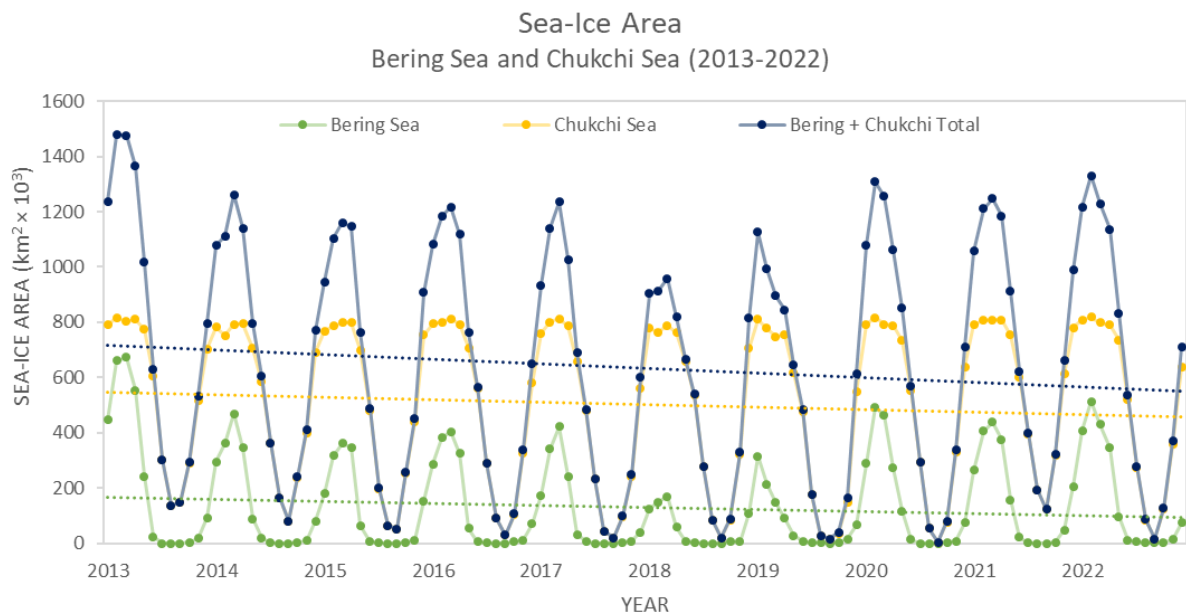 Sea-Ice Area
Bering Sea and Chukchi Sea (2013-2022)
1600
Bering Sea
Chukchi Sea
Bering + Chukchi Total
1400
1200
1000
800
600
400
200
0
SEA-ICE AREA (km² × 10³)
2013 2014 2015 2016 2017 2018 2019 2020 2021 2022
YEAR